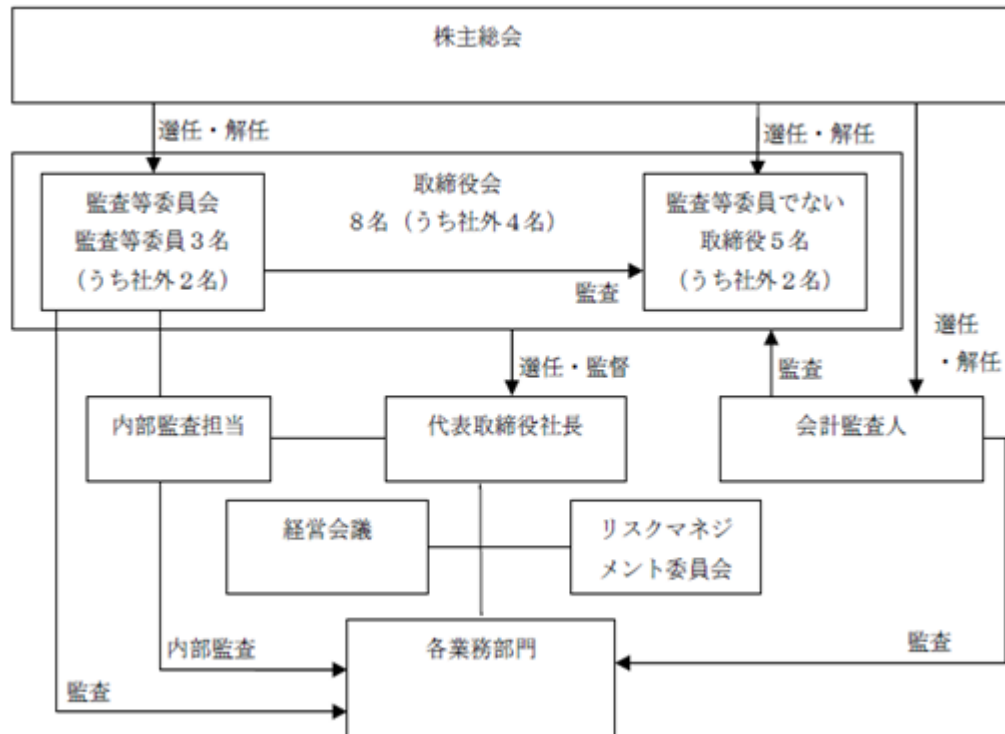 株主総会
選任・解任
選任・解任
取締役会
8名（うち社外4名）
監査等委員会
監査等委員3名
（うち社外2名）
監査等委員でない
取締役5名
（うち社外2名）
監査
選任
・解任
選任・監督
監査
内部監査担当
代表取締役社長
会計監査人
経営会議
リスクマネジ
メント委員会
内部監査
各業務部門
監査
監査